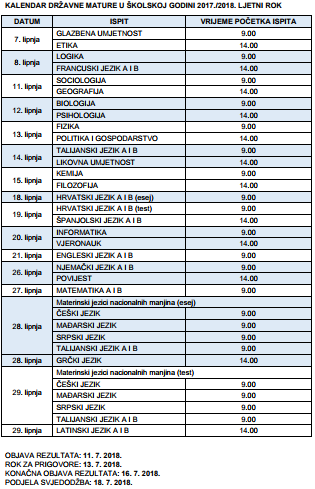 KALENDAR DRŽAVNE MATURE U ŠKOLSKOJ GODINI 2017./2018. LJETNI ROK
DATUM ISPIT VRIJEME POČETKA ISPITA
7. lipnja GLAZBENA UMJETNOST 9.00
ETIKA 14.00
8. lipnja LOGIKA 9.00
FRANCUSKI JEZIK A I B 14.00
11. lipnja SOCIOLOGIJA 9.00
GEOGRAFIJA 14.00
12. lipnja BIOLOGIJA 9.00
PSIHOLOGIJA 14.00
13. lipnja FIZIKA 9.00
POLITIKA I GOSPODARSTVO 14.00
14. lipnja TALIJANSKI JEZIK A I B 9.00
LIKOVNA UMJETNOST 14.00
15. lipnja KEMIJA 9.00
FILOZOFIJA 14.00
18. lipnja HRVATSKI JEZIK A I B (esej) 9.00
19. lipnja HRVATSKI JEZIK A I B (test) 9.00
ŠPANJOLSKI JEZIK A I B 14.00
20. lipnja INFORMATIKA 9.00
VJERONAUK 14.00
21. lipnja ENGLESKI JEZIK A I B 9.00
26. lipnja NJEMAČKI JEZIK A I B 9.00
POVIJEST 14.00
27. lipnja MATEMATIKA A I B 9.00
28. lipnja Materinski jezici nacionalnih manjina (esej)
ČEŠKI JEZIK 9.00
MAĐARSKI JEZIK 9.00
SRPSKI JEZIK 9.00
TALIJANSKI JEZIK A I B 9.00
28. lipnja GRČKI JEZIK 14.00
29. lipnja Materinski jezici nacionalnih manjina (test)
ČEŠKI JEZIK 9.00
MAĐARSKI JEZIK 9.00
SRPSKI JEZIK 9.00
TALIJANSKI JEZIK A I B 9.00
29. lipnja LATINSKI JEZIK A I B 14.00
OBJAVA REZULTATA: 11. 7. 2018.
ROK ZA PRIGOVORE: 13. 7. 2018.
KONAČNA OBJAVA REZULTATA: 16. 7. 2018.
PODJELA SVJEDODŽBA: 18. 7. 2018.